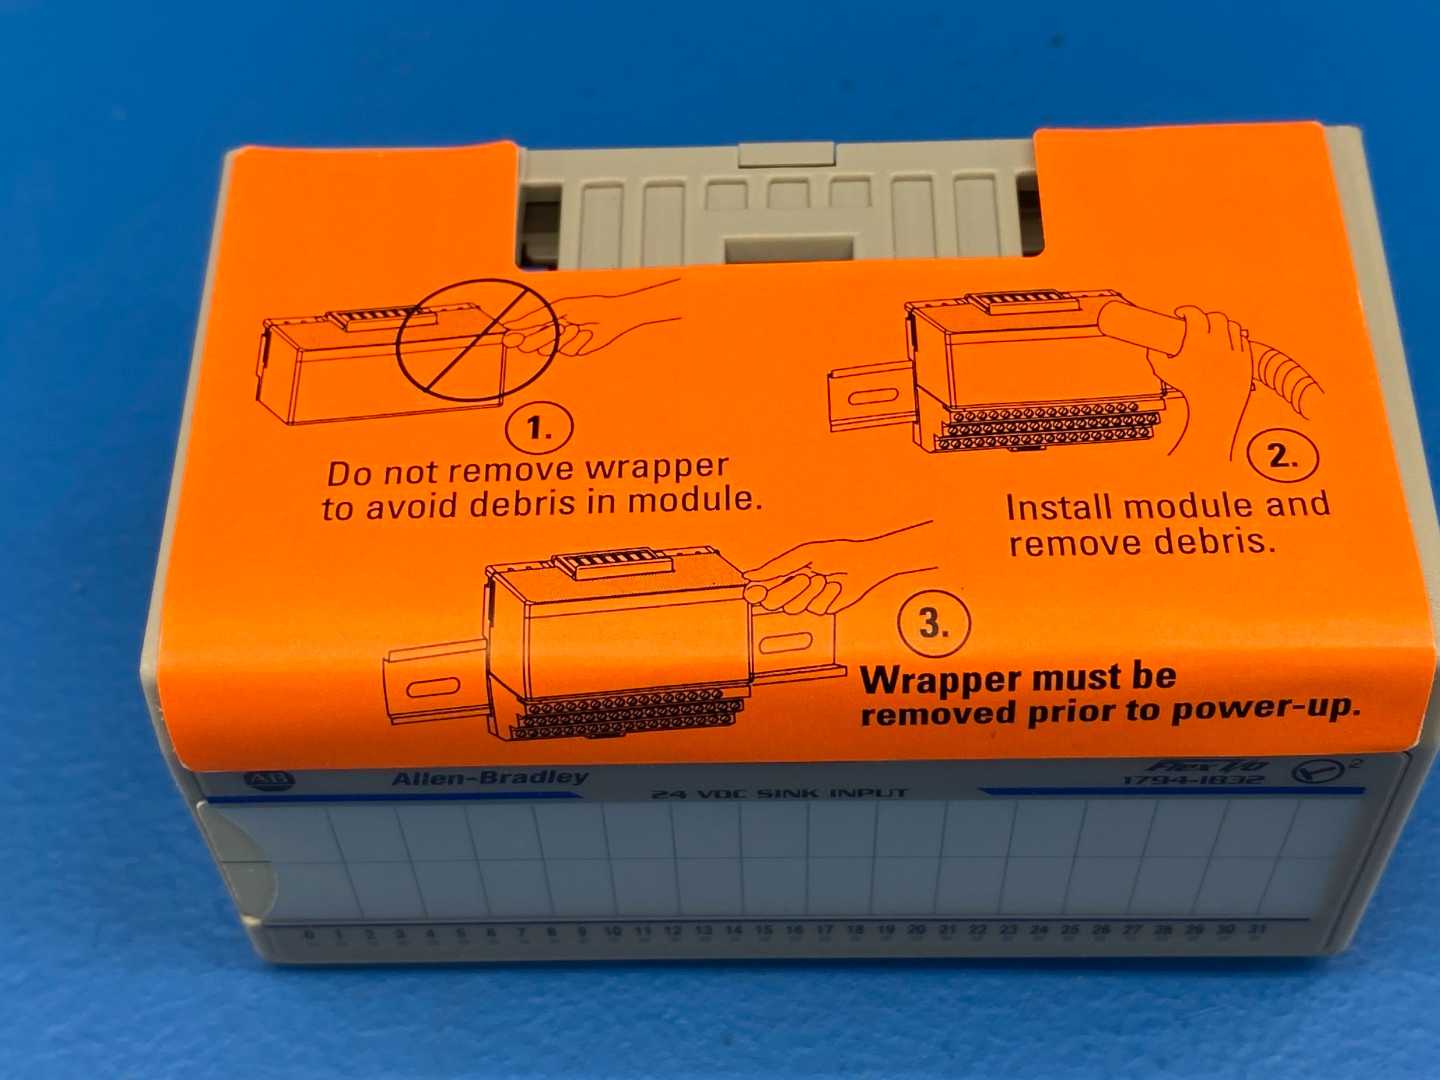 1.
Do not remove wrapper
to avoid debris in module.
2.
Install module and
remove debris.
3.
Wrapper must be
removed prior to power-up.
AB Allen-Bradley
24 VDC SINK INPUT
Flex I/O
1794-IB32
2
0 1 2 3 4 5 6 7 8 9 10 11 12 13 14 15 16 17 18 19 20 21 22 23 24 25 26 27 28 29 30 31